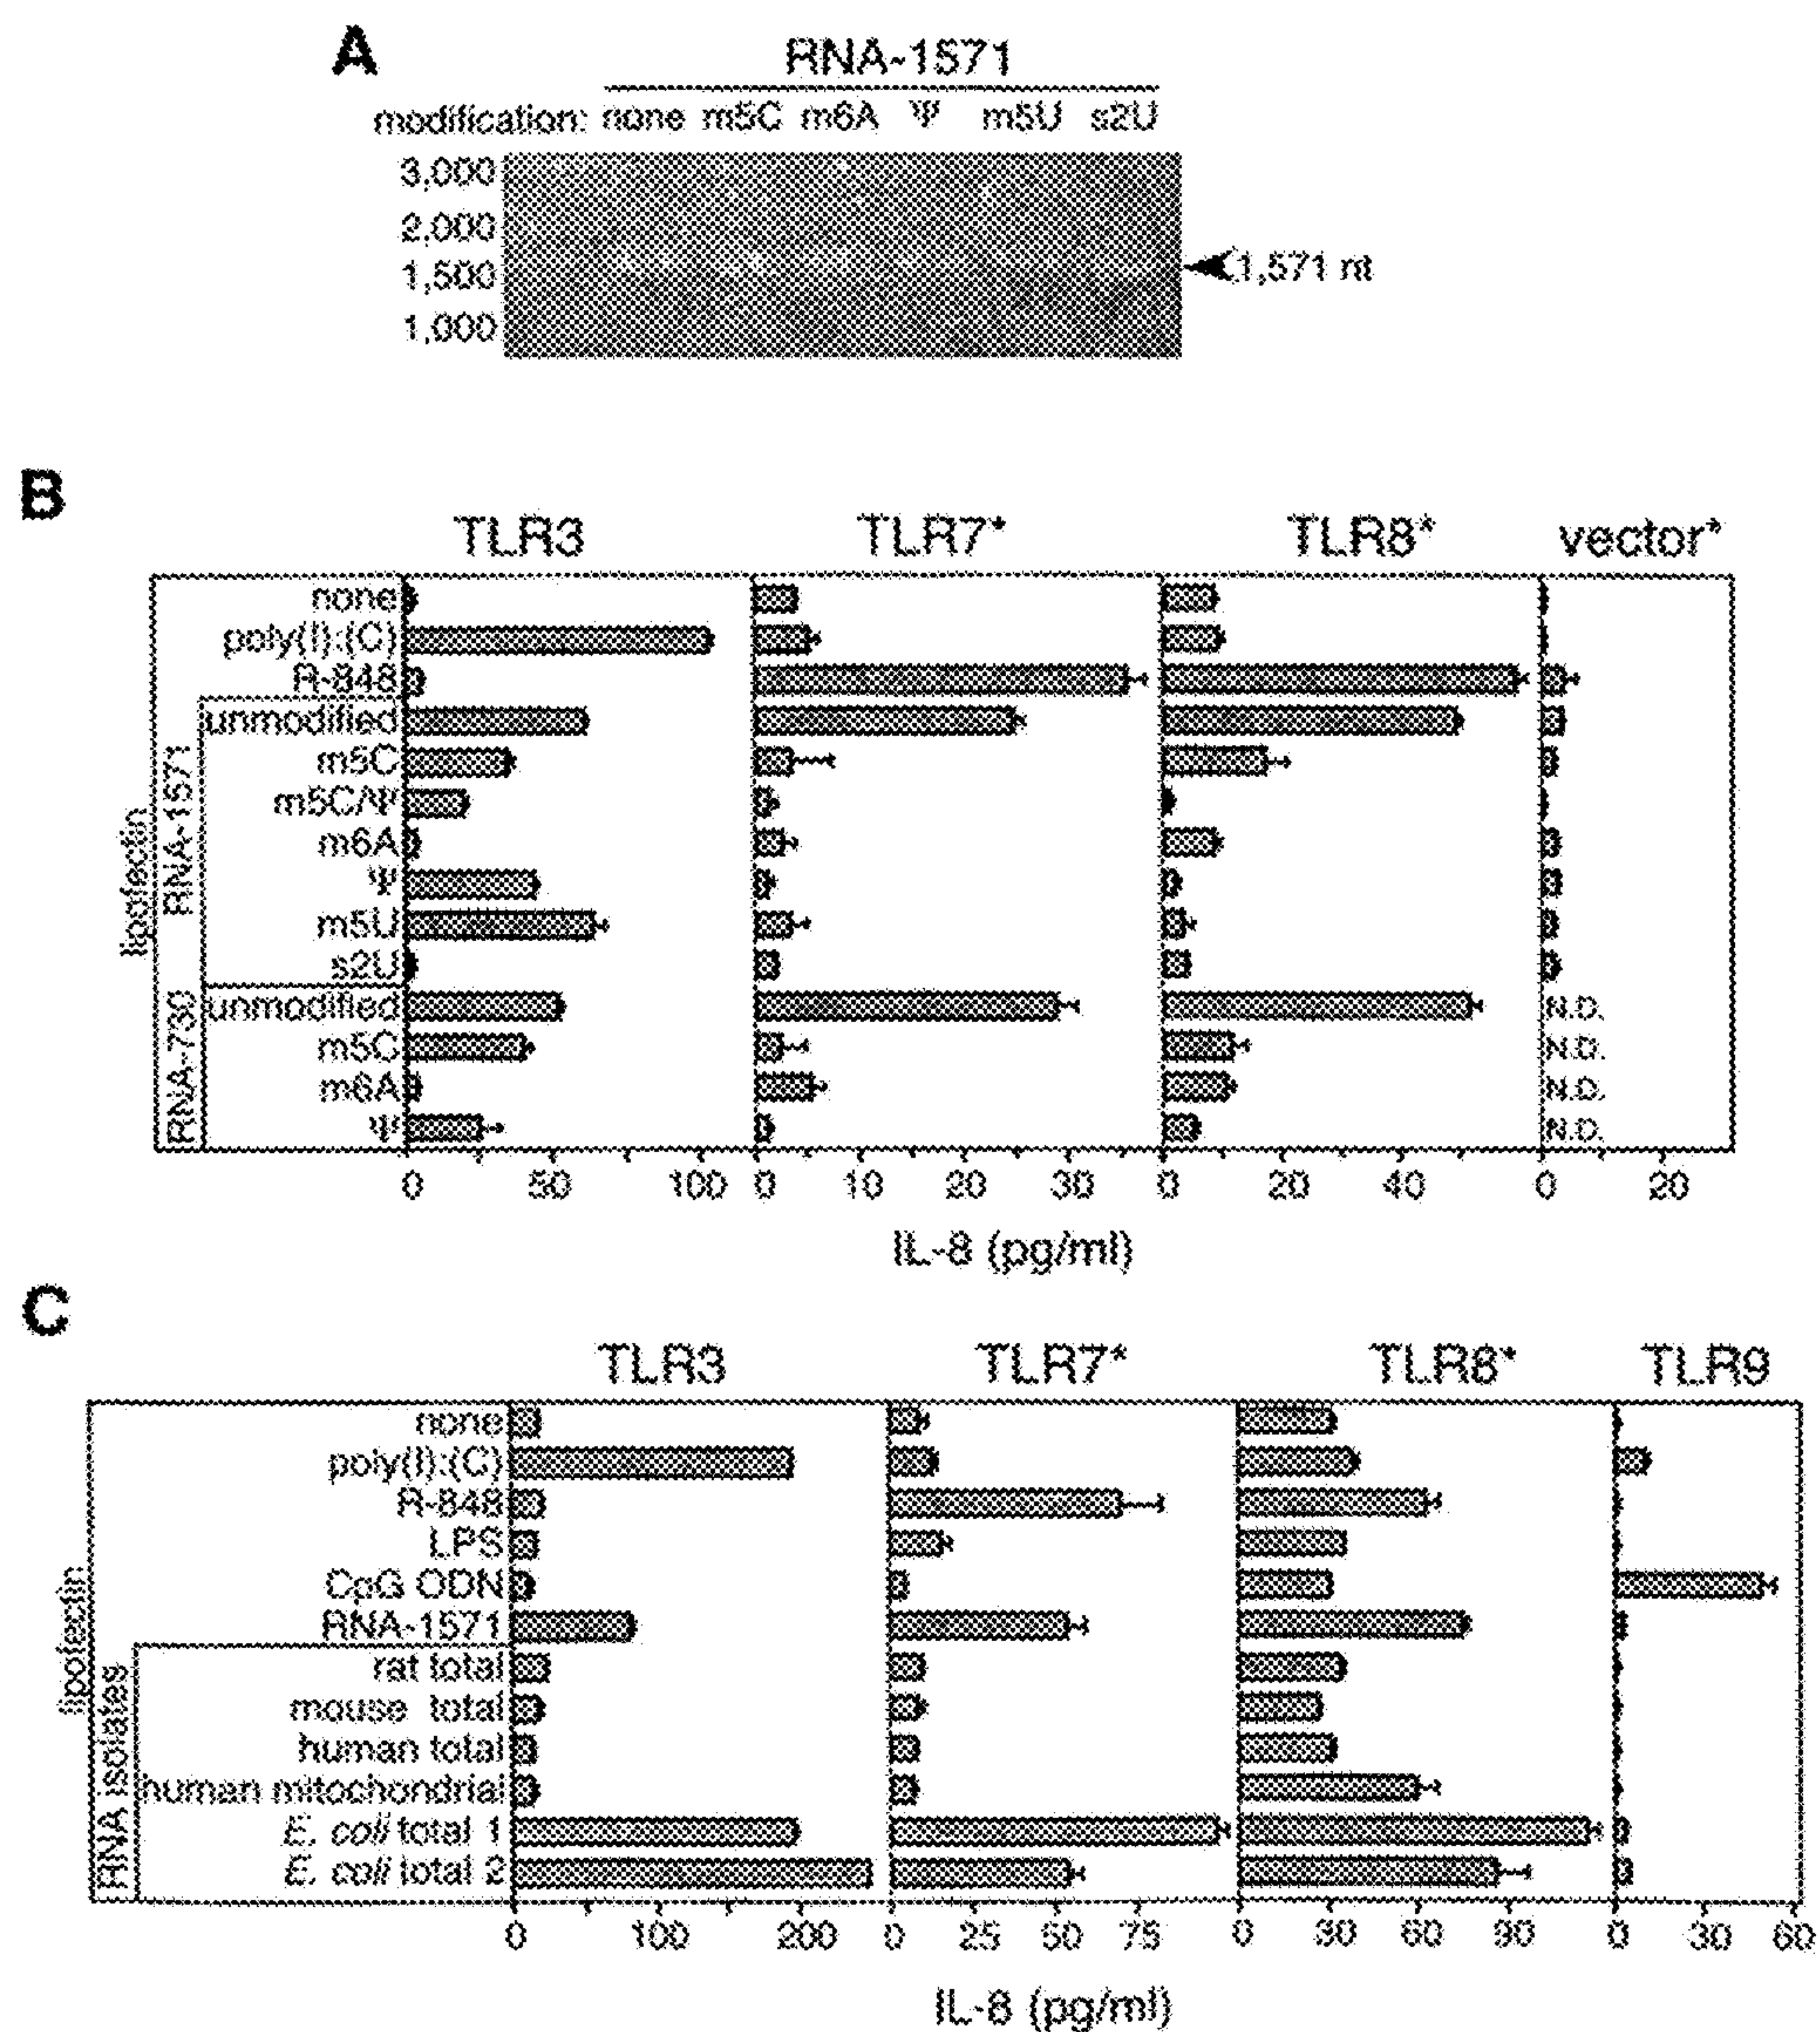 A
RNA-1571
modification: none m5C m6A Ψ m5U s2U
3,000
2,000
1,500
1,000
1,571 nt
B
TLR3 TLR7* TLR8* vector*
lipofectin
RNA-1571
RNA-730
none
poly(I):(C)
R-848
unmodified
m5C
m5C/Ψ
m6A
Ψ
m5U
s2U
unmodified N.D.
m5C N.D.
m6A N.D.
Ψ N.D.
0 50 100 0 10 20 30 0 20 40 0 20
IL-8 (pg/ml)
C
TLR3 TLR7* TLR8* TLR9
lipofectin
RNA isolates
none
poly(I):(C)
R-848
LPS
CpG ODN
RNA-1571
rat total
mouse total
human total
human mitochondrial
E. coli total 1
E. coli total 2
0 100 200 0 25 50 75 0 30 60 90 0 30 60
IL-8 (pg/ml)